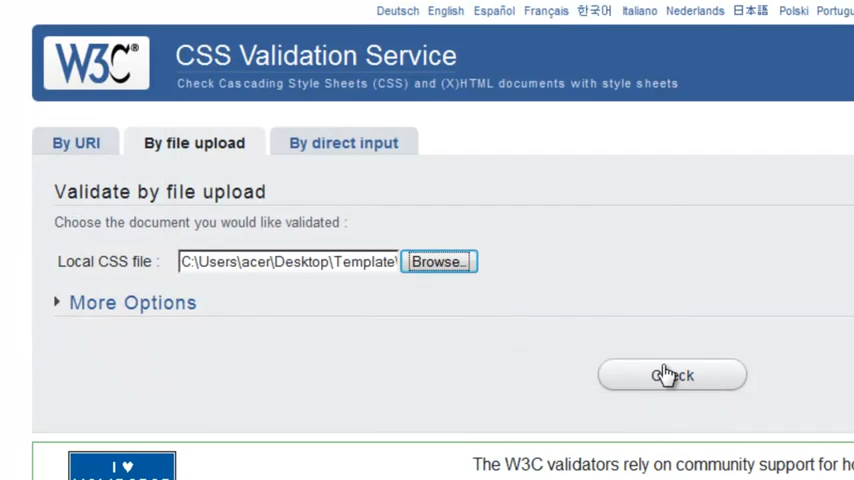 Deutsch English Español Français 한국어 Italiano Nederlands 日本語 Polski Portugu
W3C®
CSS Validation Service
Check Cascading Style Sheets (CSS) and (X)HTML documents with style sheets
By URI By file upload By direct input
Validate by file upload
Choose the document you would like validated :
Local CSS file : C:\Users\acer\Desktop\Template\ Browse...
More Options
Check
I ♥
The W3C validators rely on community support for ho